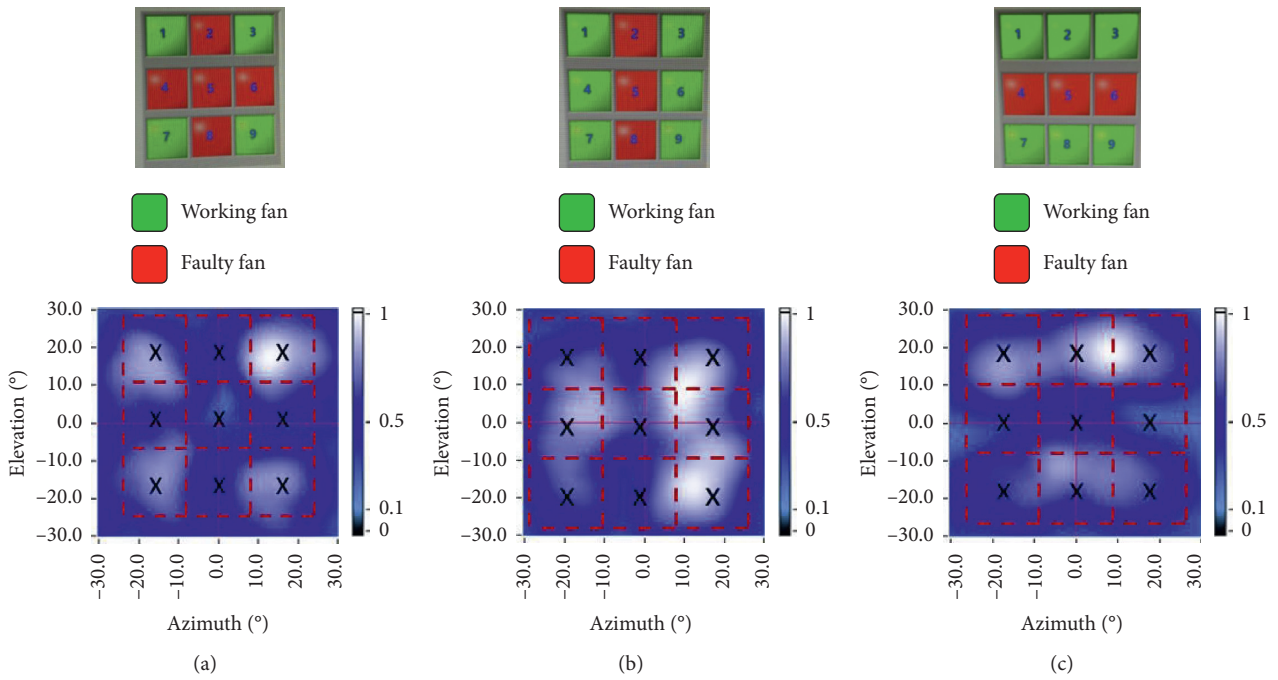 1 2 3
4 5 6
7 8 9
Working fan
Faulty fan
30.0
20.0
10.0
0.0
–10.0
–20.0
–30.0
Elevation (°)
X X X
X X X
X X X
–30.0 –20.0 –10.0 0.0 10.0 20.0 30.0
Azimuth (°)
1
0.5
0.1
0
(a)
1 2 3
4 5 6
7 8 9
Working fan
Faulty fan
30.0
20.0
10.0
0.0
–10.0
–20.0
–30.0
Elevation (°)
X X X
X X X
X X X
–30.0 –20.0 –10.0 0.0 10.0 20.0 30.0
Azimuth (°)
1
0.5
0.1
0
(b)
1 2 3
4 5 6
7 8 9
Working fan
Faulty fan
30.0
20.0
10.0
0.0
–10.0
–20.0
–30.0
Elevation (°)
X X X
X X X
X X X
–30.0 –20.0 –10.0 0.0 10.0 20.0 30.0
Azimuth (°)
1
0.5
0.1
0
(c)